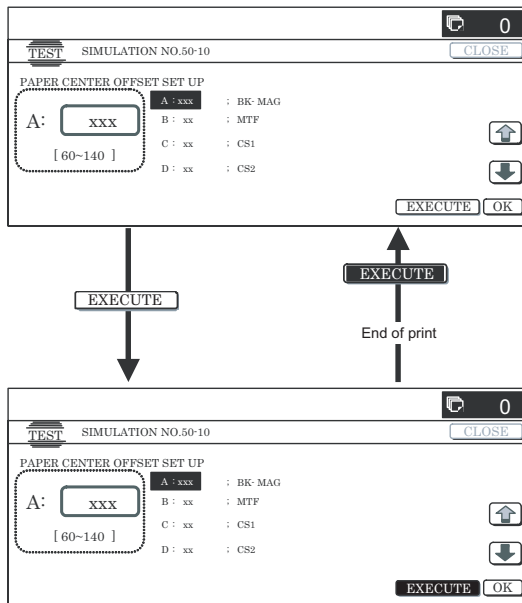 0
TEST SIMULATION NO.50-10 CLOSE
PAPER CENTER OFFSET SET UP
A: xxx
[ 60~140 ]
A : xxx ; BK- MAG
B : xx ; MTF
C : xx ; CS1
D : xx ; CS2
EXECUTE OK
EXECUTE
EXECUTE
End of print
0
TEST SIMULATION NO.50-10 CLOSE
PAPER CENTER OFFSET SET UP
A: xxx
[ 60~140 ]
A : xxx ; BK- MAG
B : xx ; MTF
C : xx ; CS1
D : xx ; CS2
EXECUTE OK